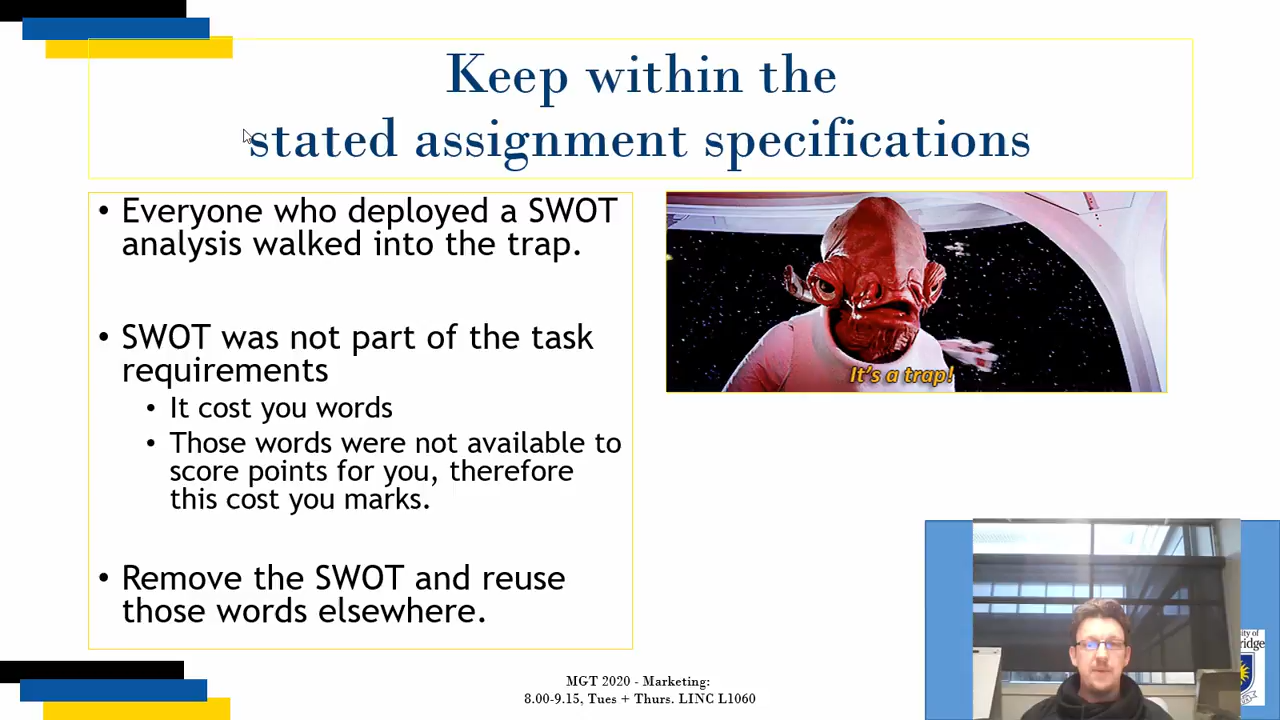 Keep within the
stated assignment specifications
• Everyone who deployed a SWOT
analysis walked into the trap.
• SWOT was not part of the task
requirements
• It cost you words
• Those words were not available to
score points for you, therefore
this cost you marks.
• Remove the SWOT and reuse
those words elsewhere.
It's a trap!
MGT 2020 - Marketing:
8.00-9.15, Tues + Thurs. LINC L1060